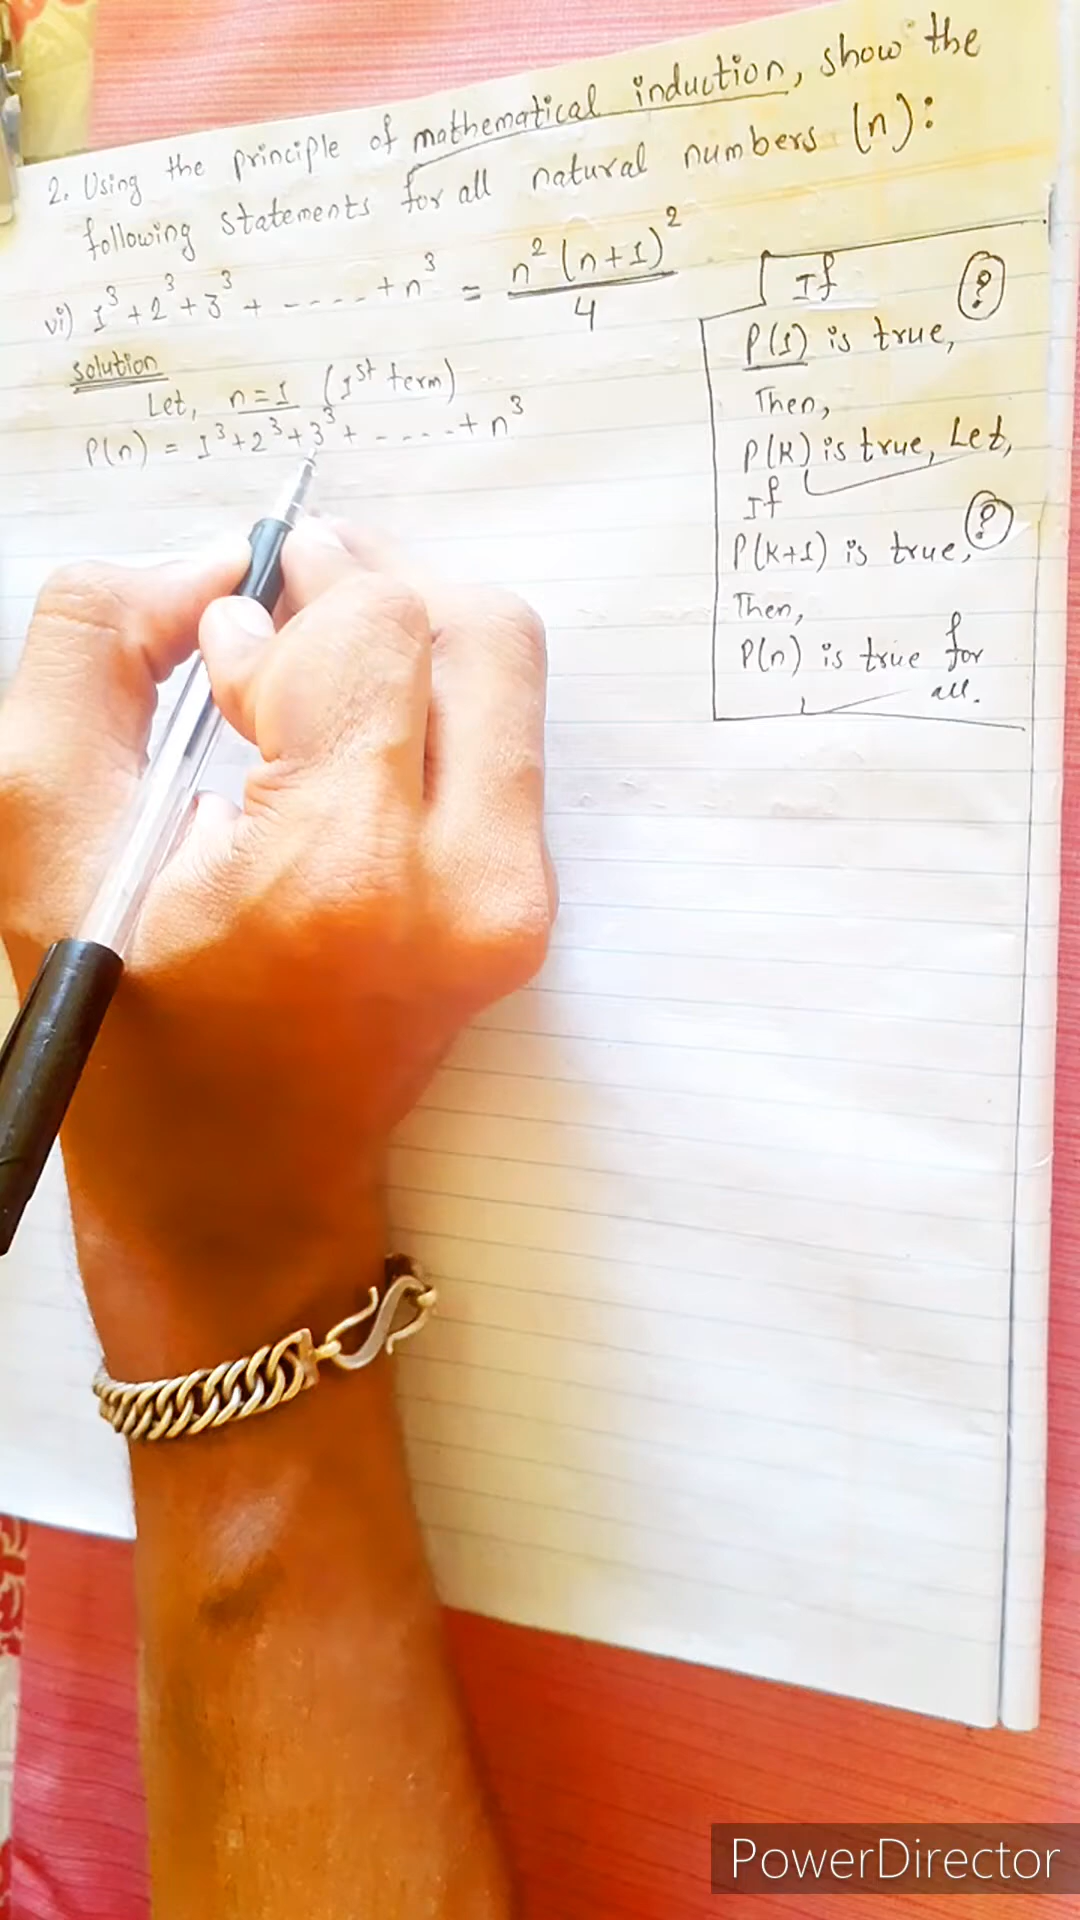 2. Using the principle of mathematical induction, show the
following statements for all natural numbers (n):
vi) 1³ + 2³ + 3³ + - - - - - + n³ = n²(n+1)²/4
solution
Let, n = 1 (1st term)
P(n) = 1³ + 2³ + 3³ + - - - - - + n³
If ?
P(1) is true,
Then,
P(K) is true, Let,
If
P(K+1) is true, ?
Then,
P(n) is true for
all.
PowerDirector